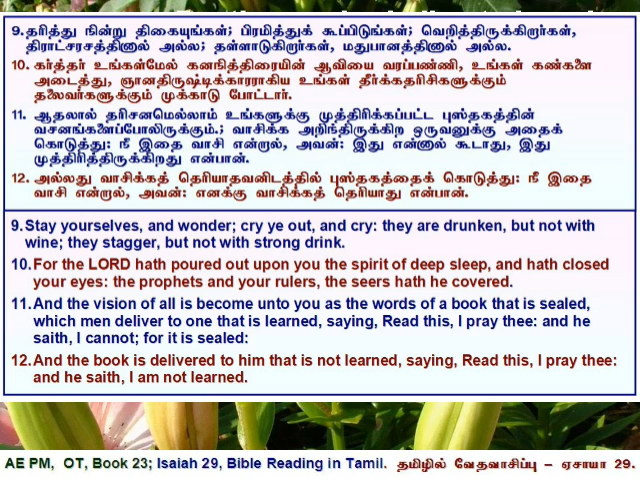 9. தரித்து நின்று திகையுங்கள்; பிரமித்துக் கூப்பிடுங்கள்; வெறித்திருக்கிறார்கள்,
திராட்சரசத்தினால் அல்ல; தள்ளாடுகிறார்கள், மதுபானத்தினால் அல்ல.
10. கர்த்தர் உங்கள்மேல் கனநித்திரையின் ஆவியை வரப்பண்ணி, உங்கள் கண்களை
அடைத்து, ஞானதிருஷ்டிக்காரராகிய உங்கள் தீர்க்கதரிசிகளுக்கும்
தலைவர்களுக்கும் முக்காடு போட்டார்.
11. ஆதலால் தரிசனமெல்லாம் உங்களுக்கு முத்திரிக்கப்பட்ட புஸ்தகத்தின்
வசனங்களைப்போலிருக்கும்.; வாசிக்க அறிந்திருக்கிற ஒருவனுக்கு அதைக்
கொடுத்து: நீ இதை வாசி என்றால், அவன்: இது என்னால் கூடாது, இது
முத்திரித்திருக்கிறது என்பான்.
12. அல்லது வாசிக்கத் தெரியாதவனிடத்தில் புஸ்தகத்தைக் கொடுத்து: நீ இதை
வாசி என்றால், அவன்: எனக்கு வாசிக்கத் தெரியாது என்பான்.
9. Stay yourselves, and wonder; cry ye out, and cry: they are drunken, but not with
wine; they stagger, but not with strong drink.
10. For the LORD hath poured out upon you the spirit of deep sleep, and hath closed
your eyes: the prophets and your rulers, the seers hath he covered.
11. And the vision of all is become unto you as the words of a book that is sealed,
which men deliver to one that is learned, saying, Read this, I pray thee: and he
saith, I cannot; for it is sealed:
12. And the book is delivered to him that is not learned, saying, Read this, I pray thee:
and he saith, I am not learned.
AE PM, OT, Book 23; Isaiah 29, Bible Reading in Tamil. தமிழில் வேதவாசிப்பு – ஏசாயா 29.